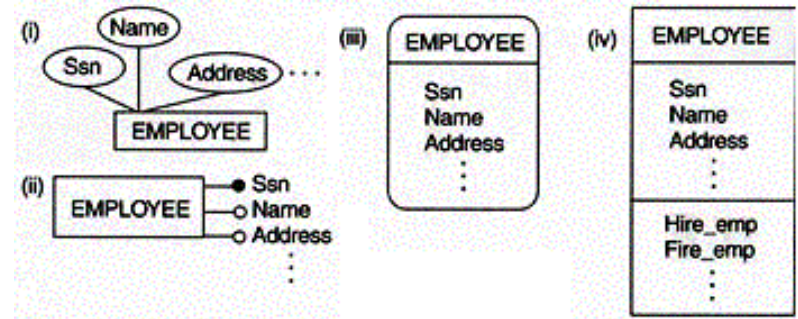 (i)
Name
Ssn
Address
EMPLOYEE
(ii)
EMPLOYEE
Ssn
Name
Address
(iii)
EMPLOYEE
Ssn
Name
Address
(iv)
EMPLOYEE
Ssn
Name
Address
Hire_emp
Fire_emp